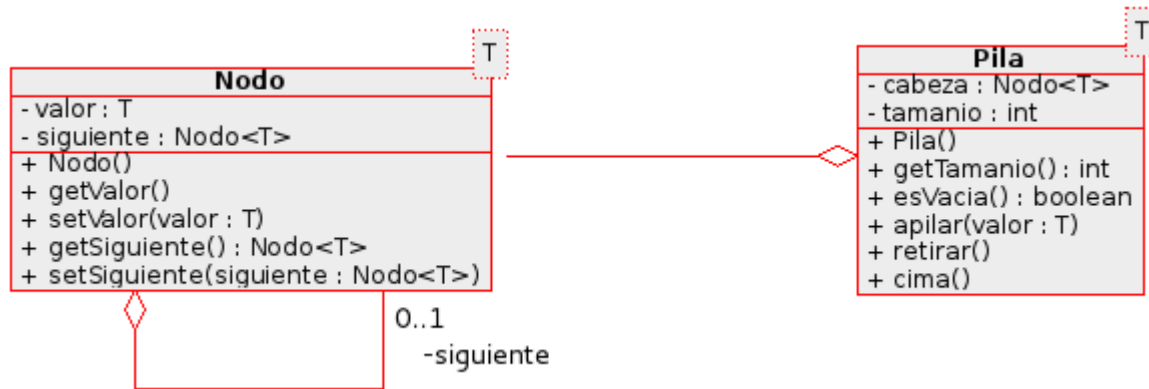 T
Nodo
- valor : T
- siguiente : Nodo<T>
+ Nodo()
+ getValor()
+ setValor(valor : T)
+ getSiguiente() : Nodo<T>
+ setSiguiente(siguiente : Nodo<T>)
0..1
-siguiente
T
Pila
- cabeza : Nodo<T>
- tamanio : int
+ Pila()
+ getTamanio() : int
+ esVacia() : boolean
+ apilar(valor : T)
+ retirar()
+ cima()